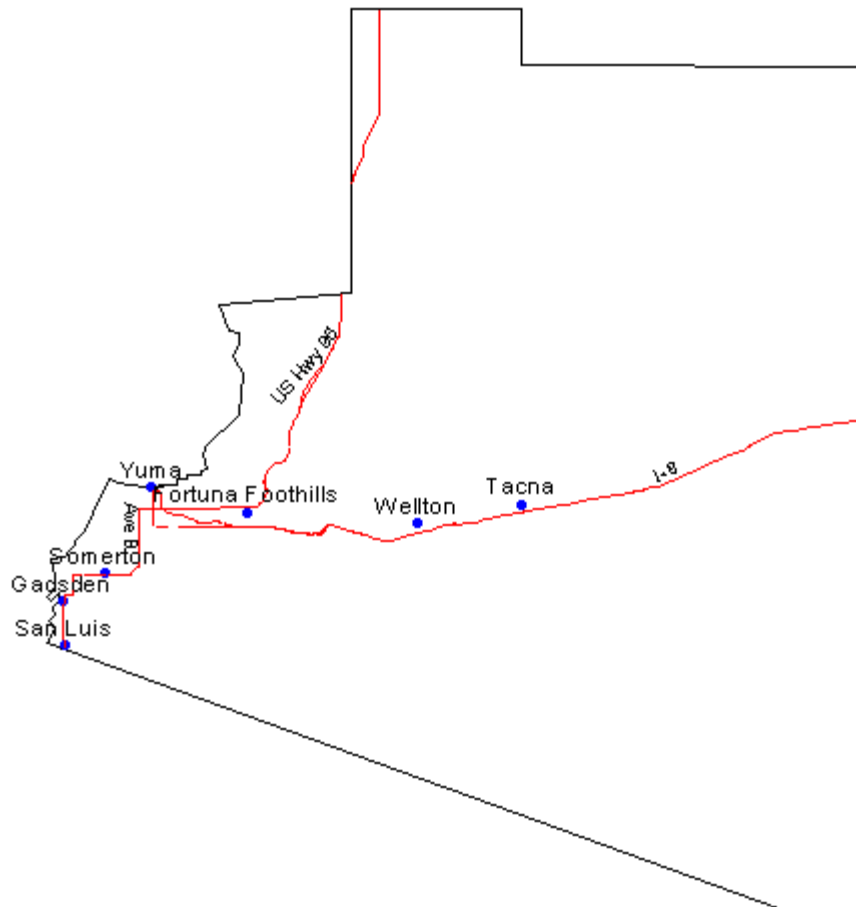 US Hwy 95
I-8
Yuma
Fortuna Foothills
Tacna
Wellton
Ave B
Somerton
Gadsden
San Luis